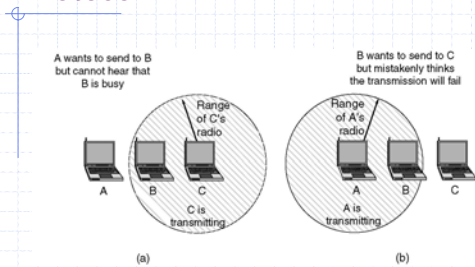 A wants to send to B
but cannot hear that
B is busy
Range
of C's
radio
A
B
C
C is
transmitting
(a)
B wants to send to C
but mistakenly thinks
the transmission will fail
Range
of A's
radio
A
B
C
A is
transmitting
(b)